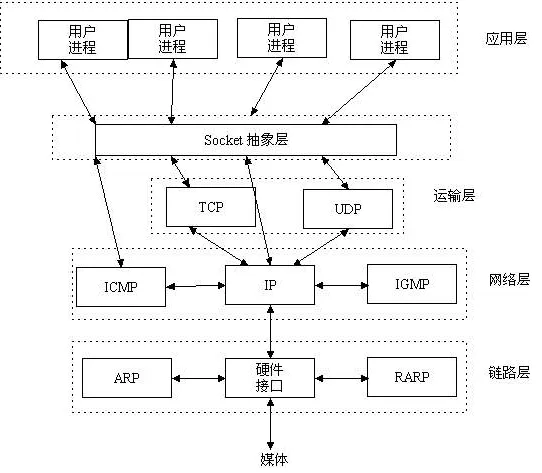 用户
进程
用户
进程
用户
进程
用户
进程
应用层
Socket 抽象层
TCP
UDP
运输层
ICMP
IP
IGMP
网络层
ARP
硬件
接口
RARP
链路层
媒体